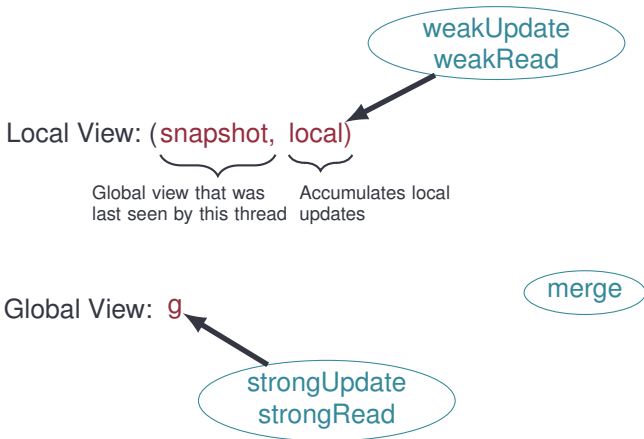 weakUpdate
weakRead
Local View: (snapshot, local)
Global view that was
last seen by this thread
Accumulates local
updates
merge
Global View: g
strongUpdate
strongRead